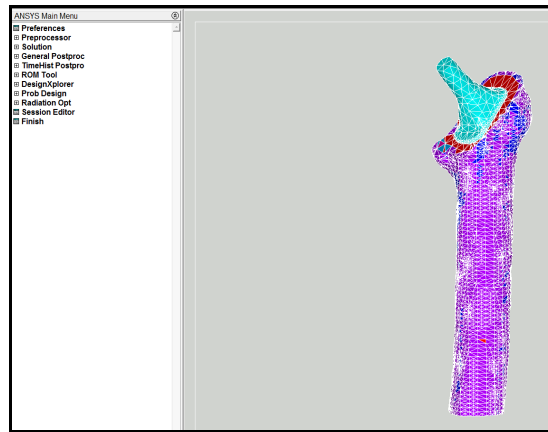 ANSYS Main Menu
Preferences
Preprocessor
Solution
General Postproc
TimeHist Postpro
ROM Tool
DesignXplorer
Prob Design
Radiation Opt
Session Editor
Finish